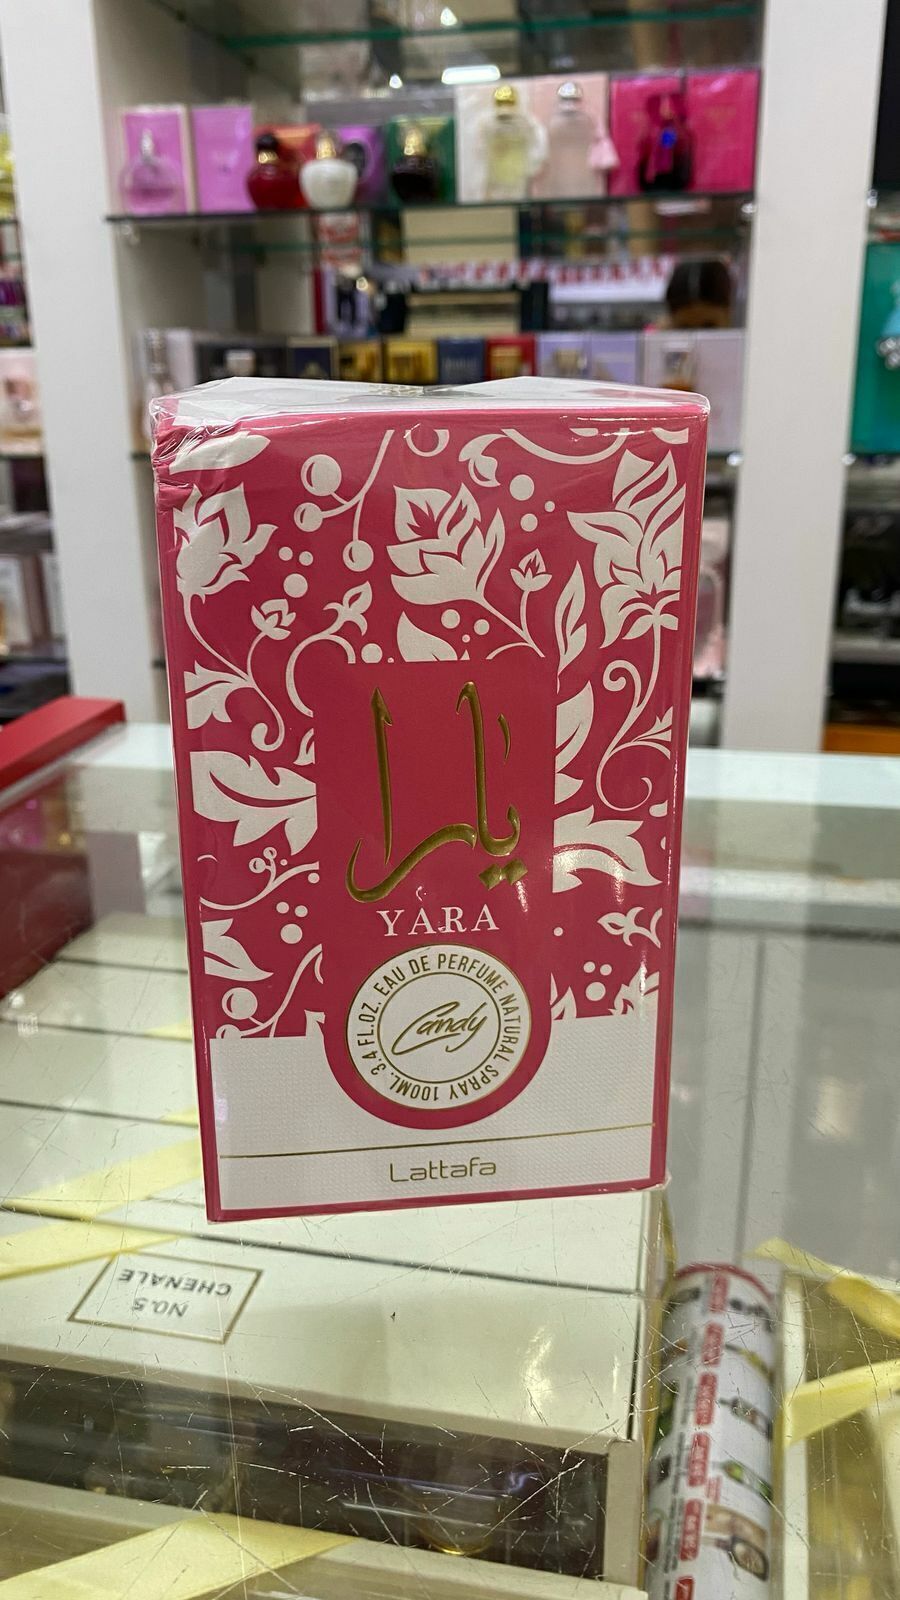 يارا
YARA
3.4 FL.OZ. EAU DE PERFUME NATURAL SPRAY 100ML.
Candy
Lattafa
NO.5
CHENALE